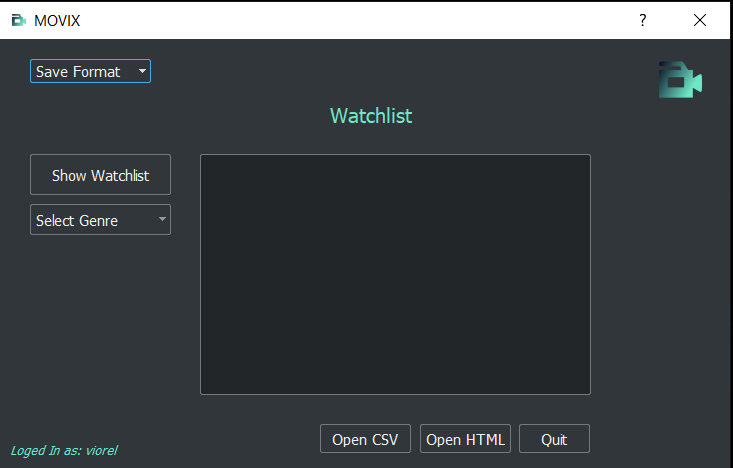 MOVIX
?
Save Format
Watchlist
Show Watchlist
Select Genre
Open CSV
Open HTML
Quit
Loged In as: viorel